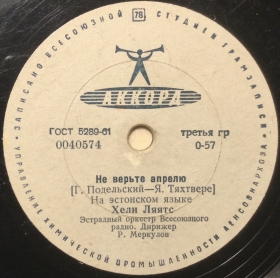 ЗАПИСАНО ВСЕСОЮЗНОЙ СТУДИЕЙ ГРАМЗАПИСИ
78
АККОРД
ГОСТ 5289-61
третья гр
0040574
0-57
Не верьте апрелю
[Г. Подельский—Я. Тяхтвере]
На эстонском языке
Хели Ляятс
Эстрадный оркестр Всесоюзного
радио. Дирижер
Р. Меркулов
УПРАВЛЕНИЕ ХИМИЧЕСКОЙ ПРОМЫШЛЕННОСТИ ЛЕНСОВНАРХОЗА